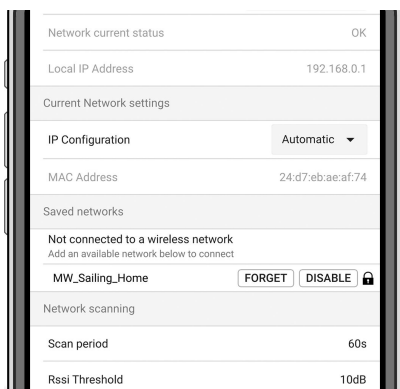 Network current status OK
Local IP Address 192.168.0.1
Current Network settings
IP Configuration Automatic
MAC Address 24:d7:eb:ae:af:74
Saved networks
Not connected to a wireless network
Add an available network below to connect
MW_Sailing_Home FORGET DISABLE
Network scanning
Scan period 60s
Rssi Threshold 10dB